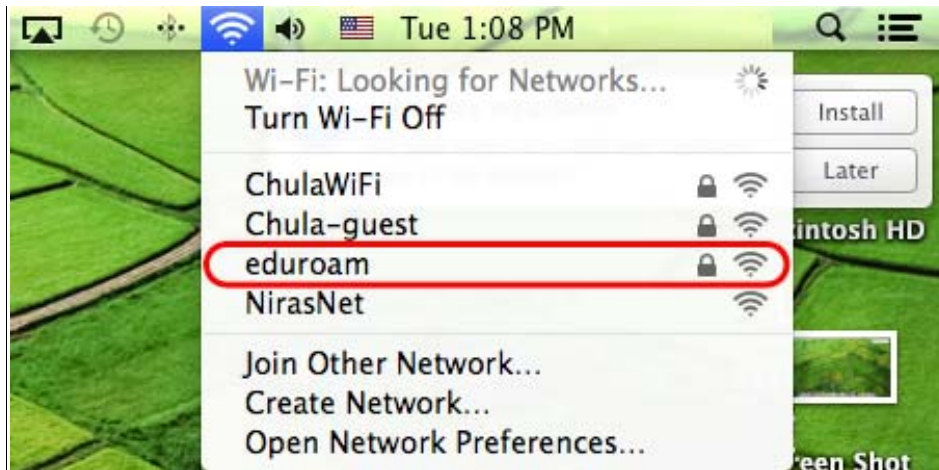 Tue 1:08 PM
Wi-Fi: Looking for Networks...
Turn Wi-Fi Off
Install
Later
ChulaWiFi
Chula-guest
intosh HD
eduroam
NirasNet
Join Other Network...
Create Network...
Open Network Preferences...
reen Shot